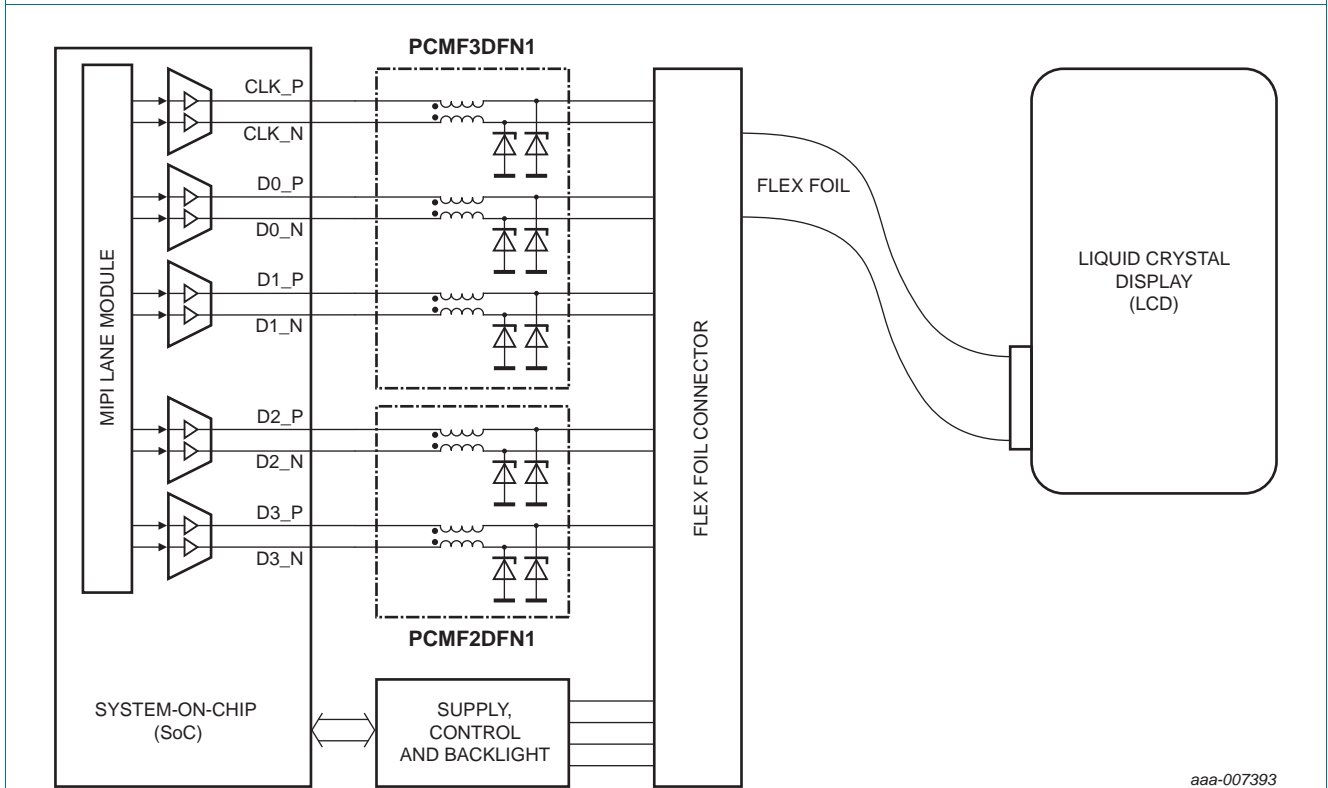 PCMF3DFN1
CLK_P
CLK_N
D0_P
D0_N
D1_P
D1_N
D2_P
D2_N
D3_P
D3_N
MIPI LANE MODULE
SYSTEM-ON-CHIP
(SoC)
PCMF2DFN1
SUPPLY,
CONTROL
AND BACKLIGHT
FLEX FOIL CONNECTOR
FLEX FOIL
LIQUID CRYSTAL
DISPLAY
(LCD)
aaa-007393